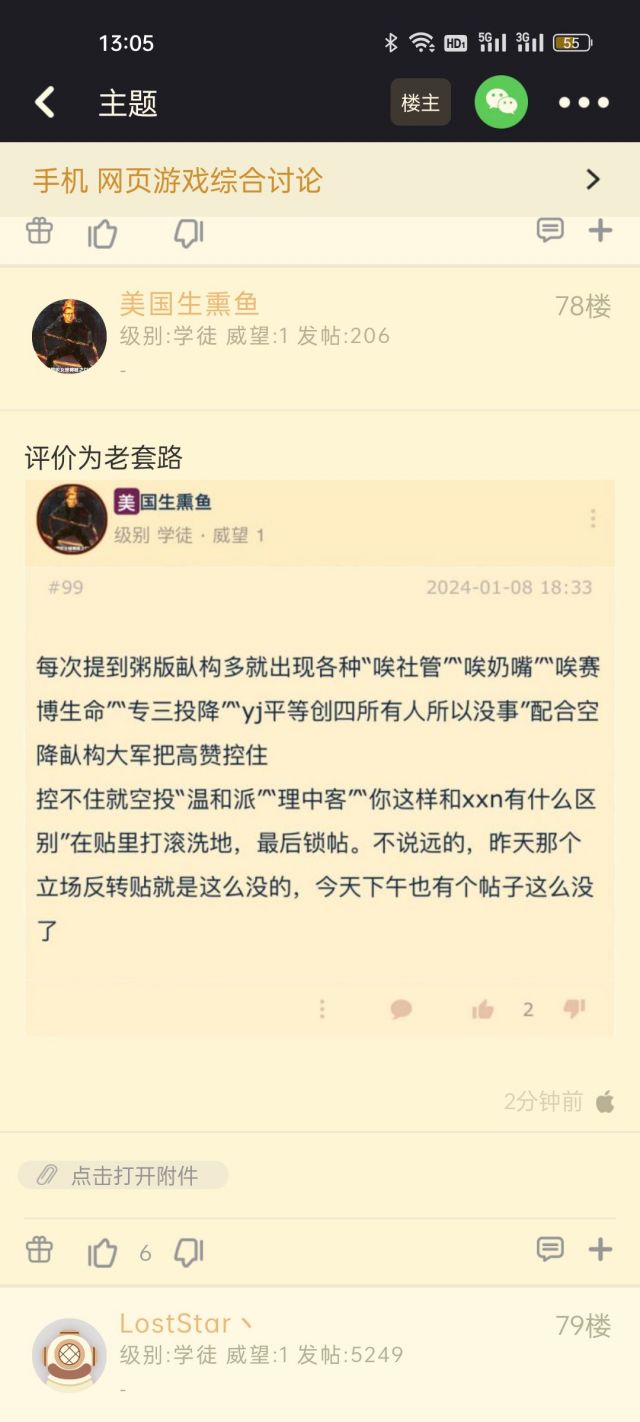 13:05
HD1 5G 3G 55
主题
楼主
手机 网页游戏综合讨论
美国生熏鱼
78楼
级别:学徒 威望:1 发帖:206
-
评价为老套路
美国生熏鱼
级别 学徒 · 威望 1
#99
2024-01-08 18:33
每次提到粥版畒构多就出现各种“唉社管”“唉奶嘴”“唉赛
博生命”“专三投降”“yj平等创四所有人所以没事”配合空
降畒构大军把高赞控住
控不住就空投“温和派”“理中客”“你这样和xxn有什么区
别”在贴里打滚洗地，最后锁帖。不说远的，昨天那个
立场反转贴就是这么没的，今天下午也有个帖子这么没
了
2
2分钟前
点击打开附件
6
LostStar丶
79楼
级别:学徒 威望:1 发帖:5249
-